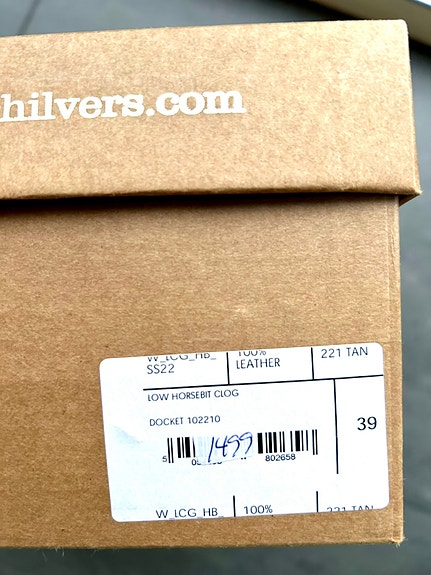 hilvers.com
W_LCG_HB_ 100% 221 TAN
SS22 LEATHER
LOW HORSEBIT CLOG
DOCKET 102210
39
1499
5 802658
W_LCG_HB_ 100% 221 TAN